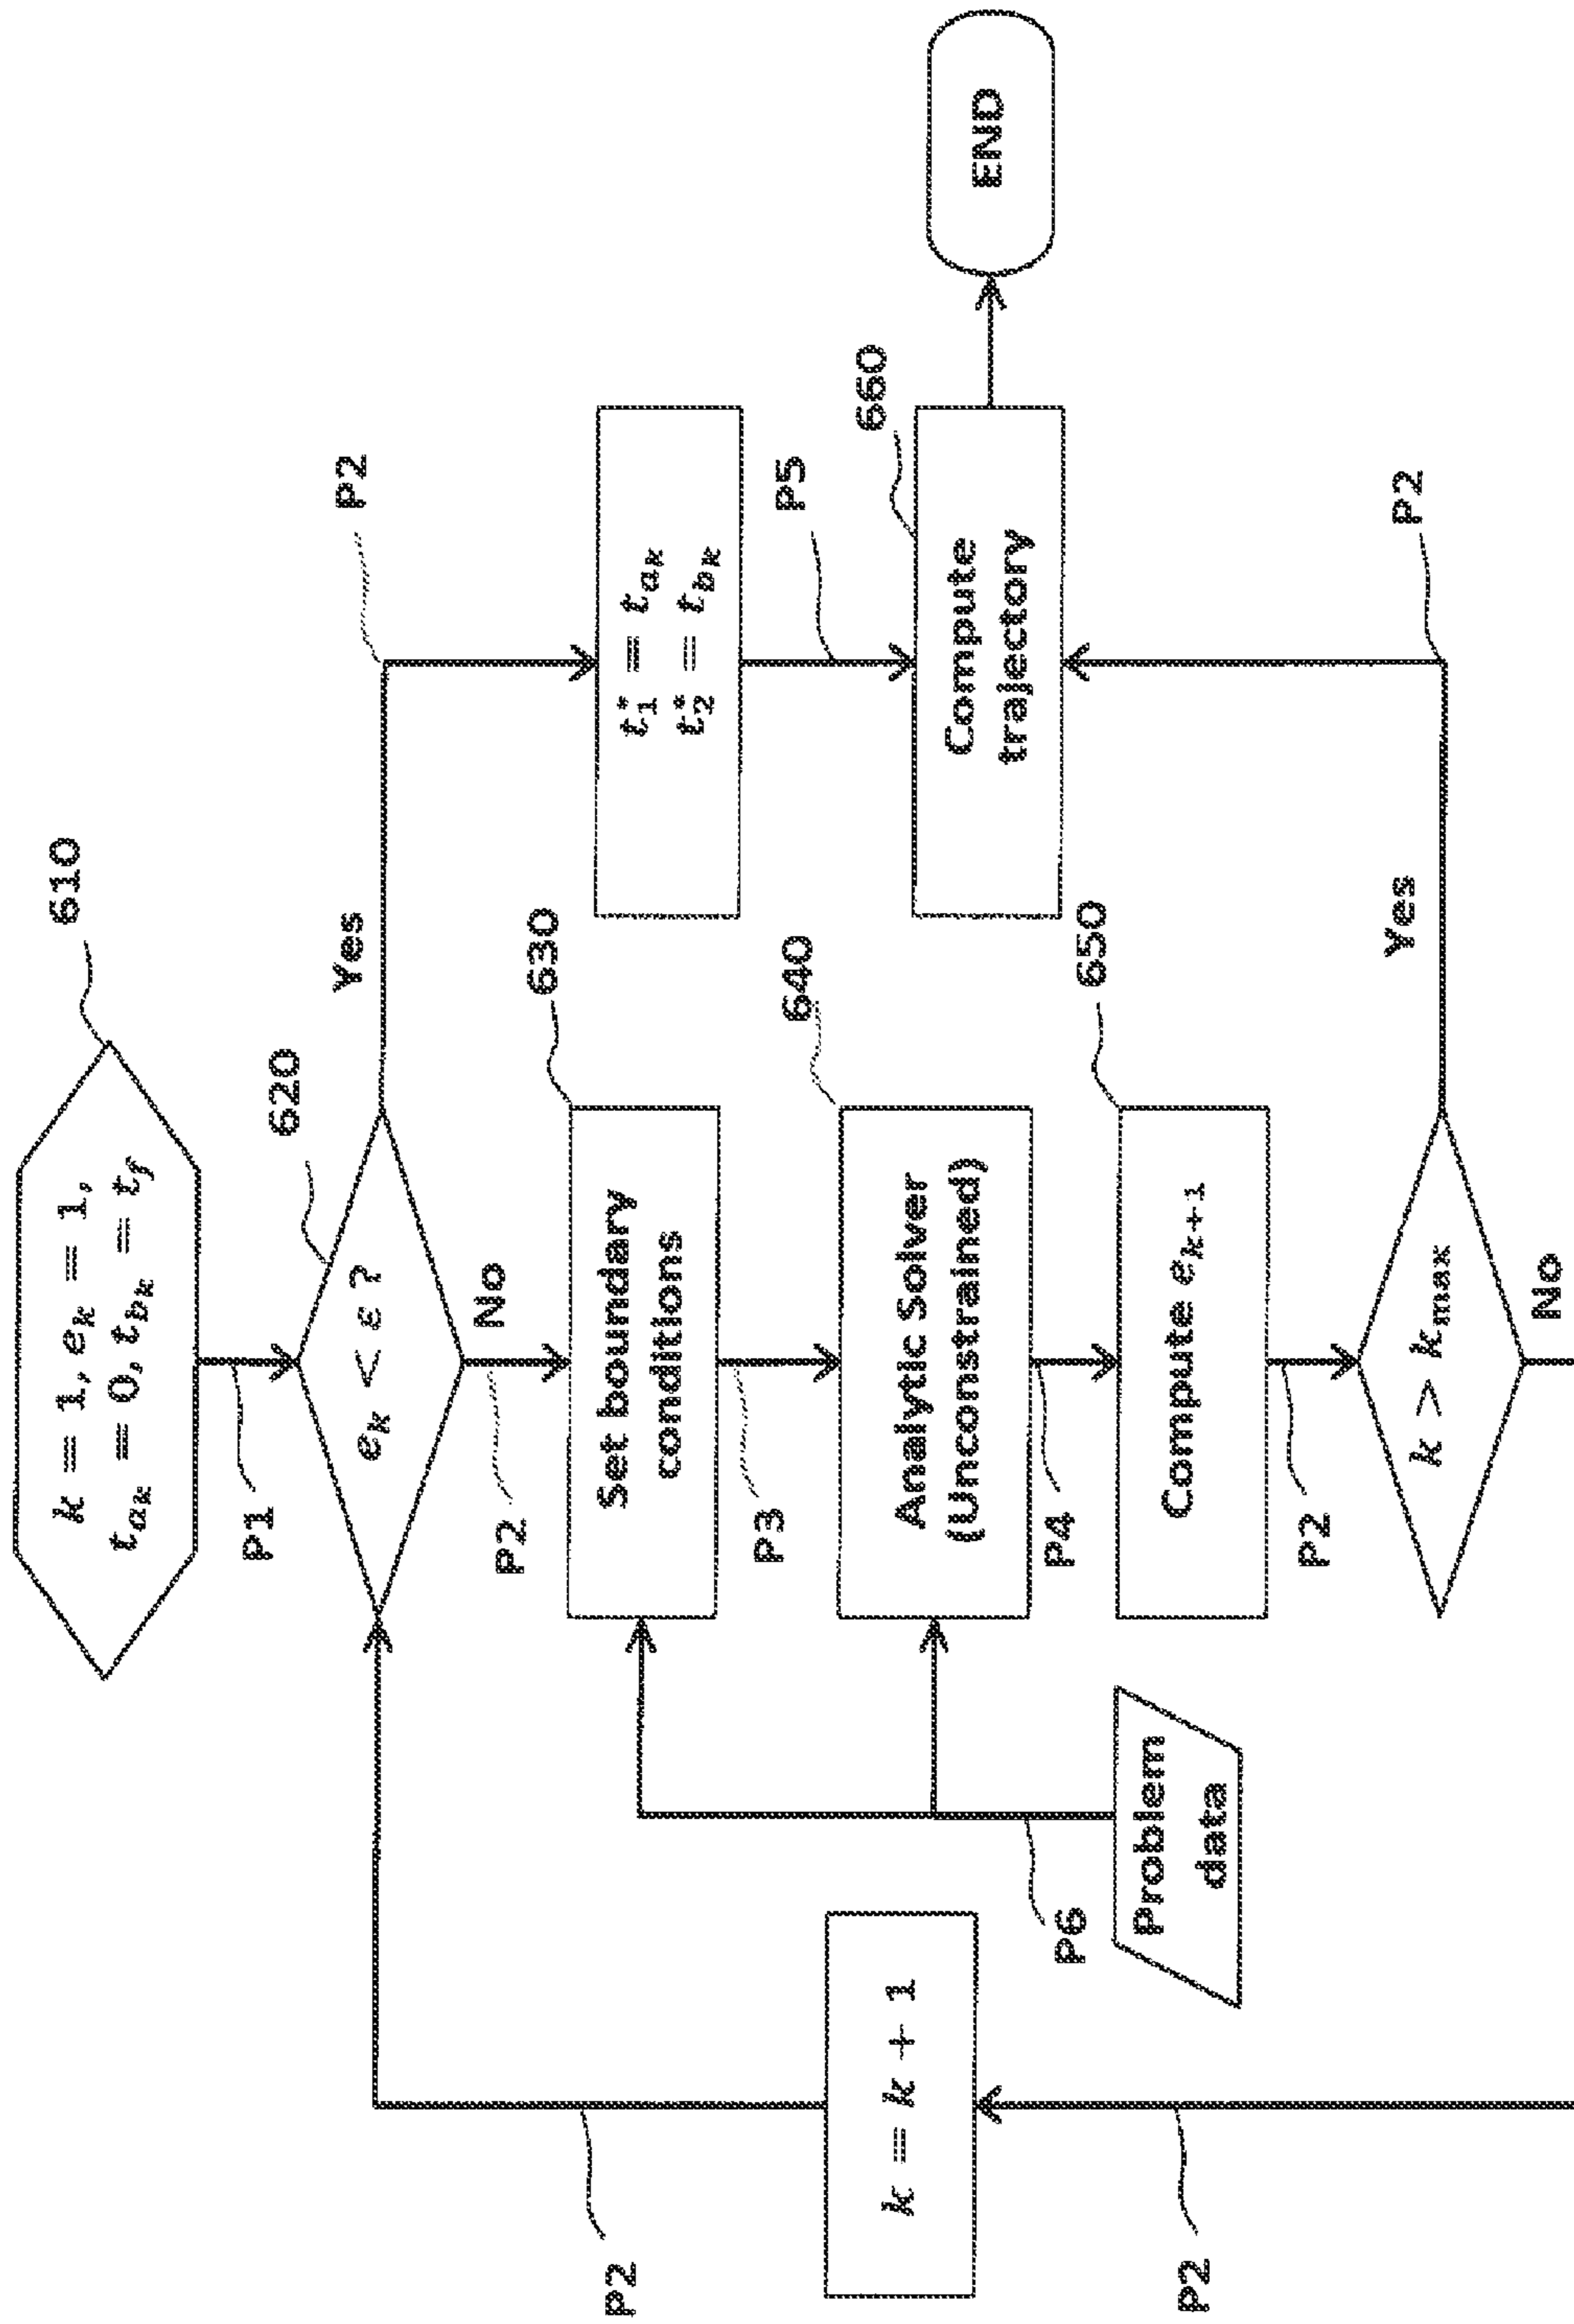 610
k = 1, e_k = 1,
t_{a_k} = 0, t_{b_k} = t_f
P1
620
e_k < ε ?
Yes
P2
No
P2
630
Set boundary
conditions
P3
t_1^* = t_{a_k}
t_2^* = t_{b_k}
P5
640
Analytic Solver
(Unconstrained)
P4
660
Compute
trajectory
END
650
Compute e_{k+1}
P2
k > k_max
Yes
P2
No
Problem
data
P6
k = k + 1
P2
P2